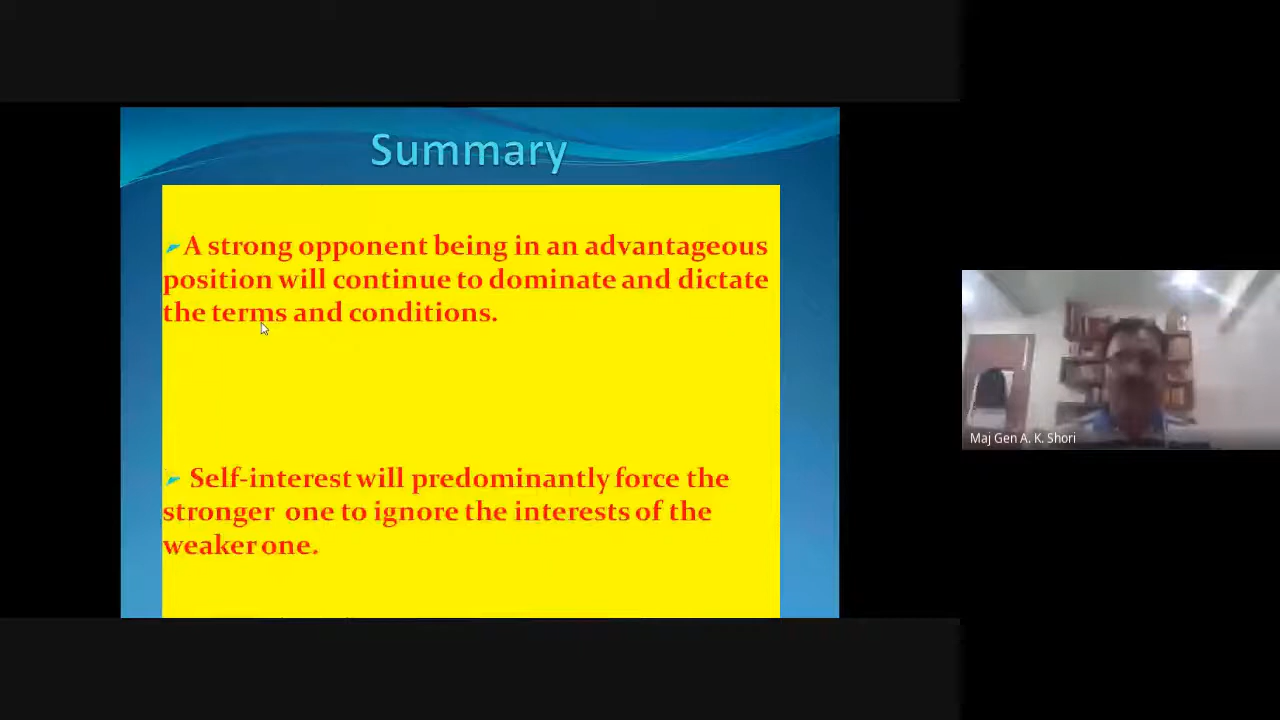 Summary
A strong opponent being in an advantageous
position will continue to dominate and dictate
the terms and conditions.
Self-interest will predominantly force the
stronger one to ignore the interests of the
weaker one.
Maj Gen A. K. Shori